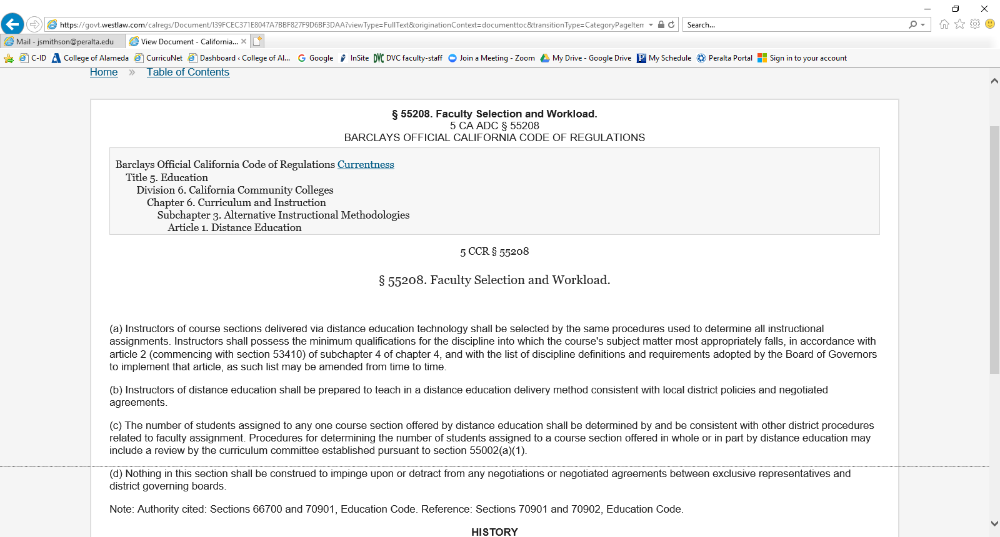 https://govt.westlaw.com/calregs/Document/I39FCEC371E8047A7BBF827F9D6BF3DAA?viewType=FullText&originationContext=documenttoc&transitionType=CategoryPageItem
Search...
Mail - jsmithson@peralta.edu
View Document - California...
C-ID
College of Alameda
CurricuNet
Dashboard ‹ College of Al...
Google
InSite
DVC DVC faculty-staff
Join a Meeting - Zoom
My Drive - Google Drive
My Schedule
Peralta Portal
Sign in to your account
Home » Table of Contents
§ 55208. Faculty Selection and Workload.
5 CA ADC § 55208
BARCLAYS OFFICIAL CALIFORNIA CODE OF REGULATIONS
Barclays Official California Code of Regulations Currentness
Title 5. Education
Division 6. California Community Colleges
Chapter 6. Curriculum and Instruction
Subchapter 3. Alternative Instructional Methodologies
Article 1. Distance Education
5 CCR § 55208
§ 55208. Faculty Selection and Workload.
(a) Instructors of course sections delivered via distance education technology shall be selected by the same procedures used to determine all instructional
assignments. Instructors shall possess the minimum qualifications for the discipline into which the course's subject matter most appropriately falls, in accordance with
article 2 (commencing with section 53410) of subchapter 4 of chapter 4, and with the list of discipline definitions and requirements adopted by the Board of Governors
to implement that article, as such list may be amended from time to time.
(b) Instructors of distance education shall be prepared to teach in a distance education delivery method consistent with local district policies and negotiated
agreements.
(c) The number of students assigned to any one course section offered by distance education shall be determined by and be consistent with other district procedures
related to faculty assignment. Procedures for determining the number of students assigned to a course section offered in whole or in part by distance education may
include a review by the curriculum committee established pursuant to section 55002(a)(1).
(d) Nothing in this section shall be construed to impinge upon or detract from any negotiations or negotiated agreements between exclusive representatives and
district governing boards.
Note: Authority cited: Sections 66700 and 70901, Education Code. Reference: Sections 70901 and 70902, Education Code.
HISTORY